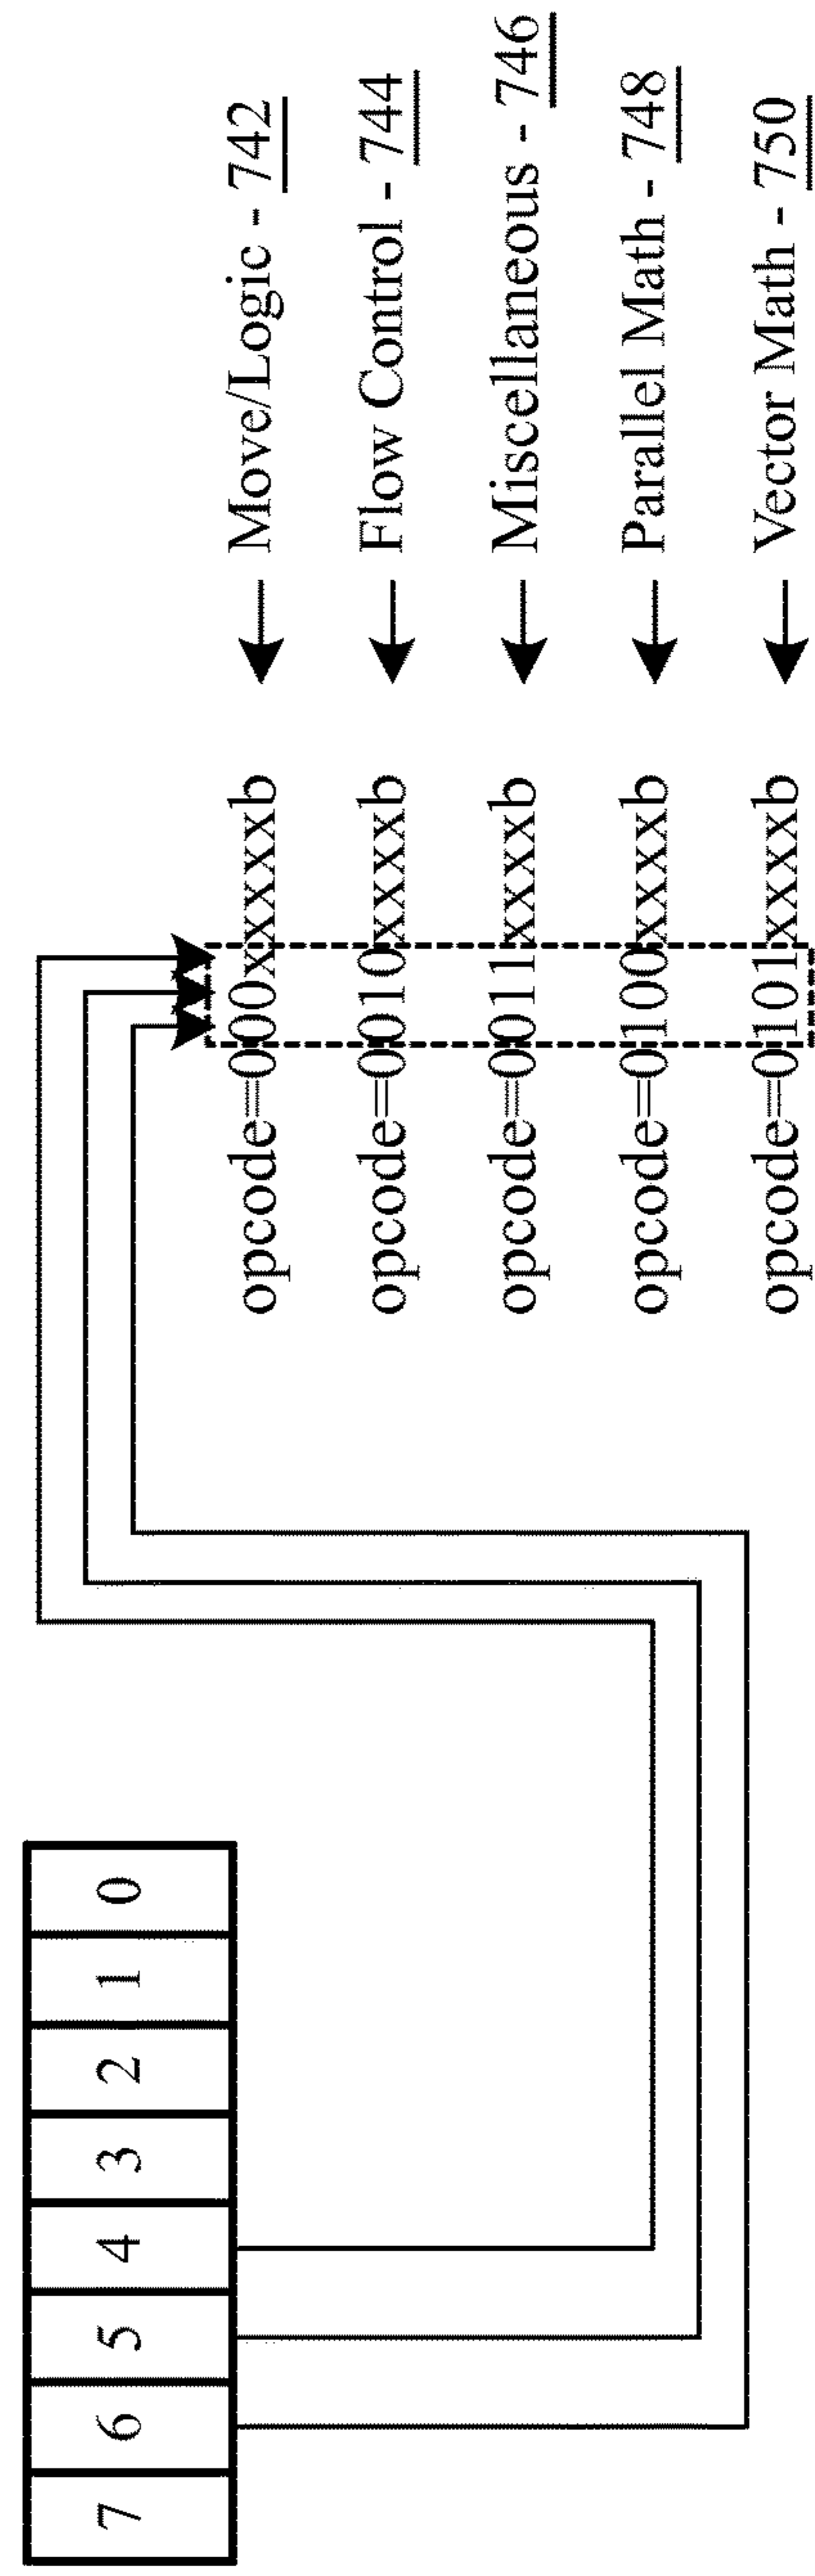 7 6 5 4 3 2 1 0
opcode=000xxxxxb Move/Logic - 742
opcode=0010xxxxb Flow Control - 744
opcode=0011xxxxb Miscellaneous - 746
opcode=0100xxxxb Parallel Math - 748
opcode=0101xxxxb Vector Math - 750